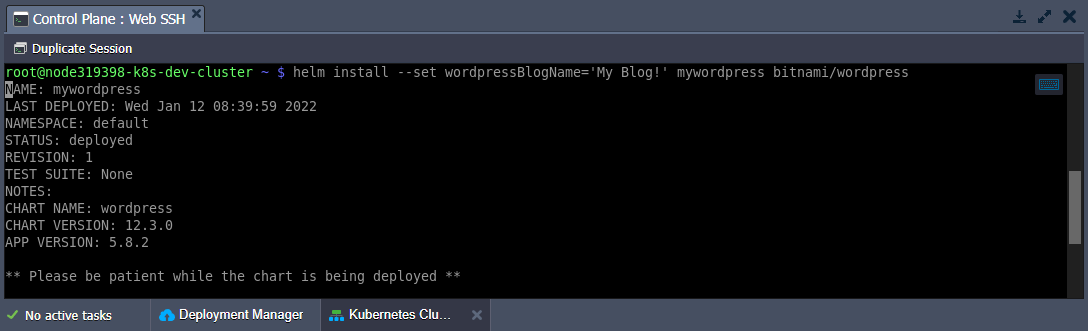 Control Plane : Web SSH
Duplicate Session
root@node319398-k8s-dev-cluster ~ $ helm install --set wordpressBlogName='My Blog!' mywordpress bitnami/wordpress
NAME: mywordpress
LAST DEPLOYED: Wed Jan 12 08:39:59 2022
NAMESPACE: default
STATUS: deployed
REVISION: 1
TEST SUITE: None
NOTES:
CHART NAME: wordpress
CHART VERSION: 12.3.0
APP VERSION: 5.8.2
** Please be patient while the chart is being deployed **
No active tasks Deployment Manager Kubernetes Clu...